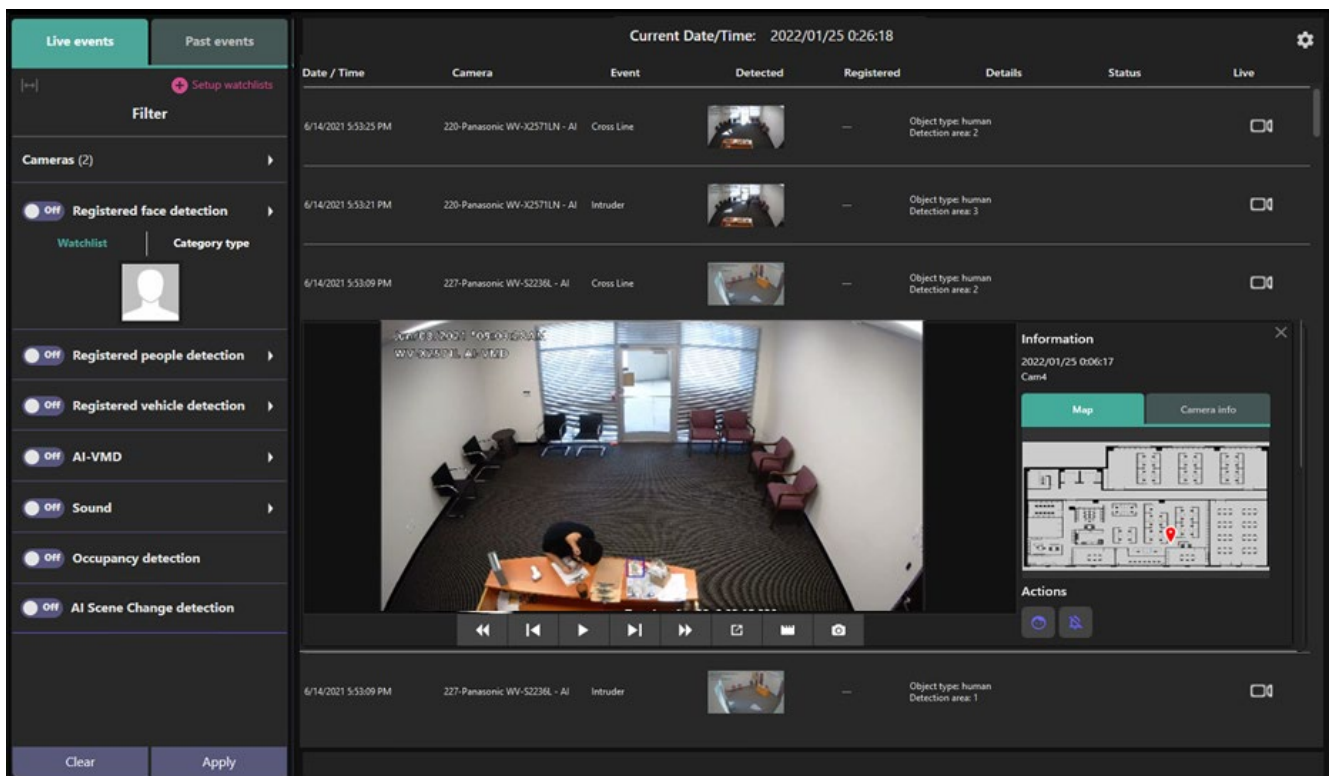 Live events
Past events
Setup watchlists
Filter
Cameras (2)
Off Registered face detection
Watchlist
Category type
Off Registered people detection
Off Registered vehicle detection
Off AI-VMD
Off Sound
Off Occupancy detection
Off AI Scene Change detection
Clear
Apply
Current Date/Time: 2022/01/25 0:26:18
Date / Time Camera Event Detected Registered Details Status Live
6/14/2021 5:53:25 PM 220-Panasonic WV-X2571LN - AI Cross Line — Object type: human
Detection area: 2
6/14/2021 5:53:21 PM 220-Panasonic WV-X2571LN - AI Intruder — Object type: human
Detection area: 3
6/14/2021 5:53:09 PM 227-Panasonic WV-S2236L - AI Cross Line — Object type: human
Detection area: 2
WV-X2571L AI-VMD
Information
2022/01/25 0:06:17
Cam4
Map
Camera info
Actions
6/14/2021 5:53:09 PM 227-Panasonic WV-S2236L - AI Intruder — Object type: human
Detection area: 1